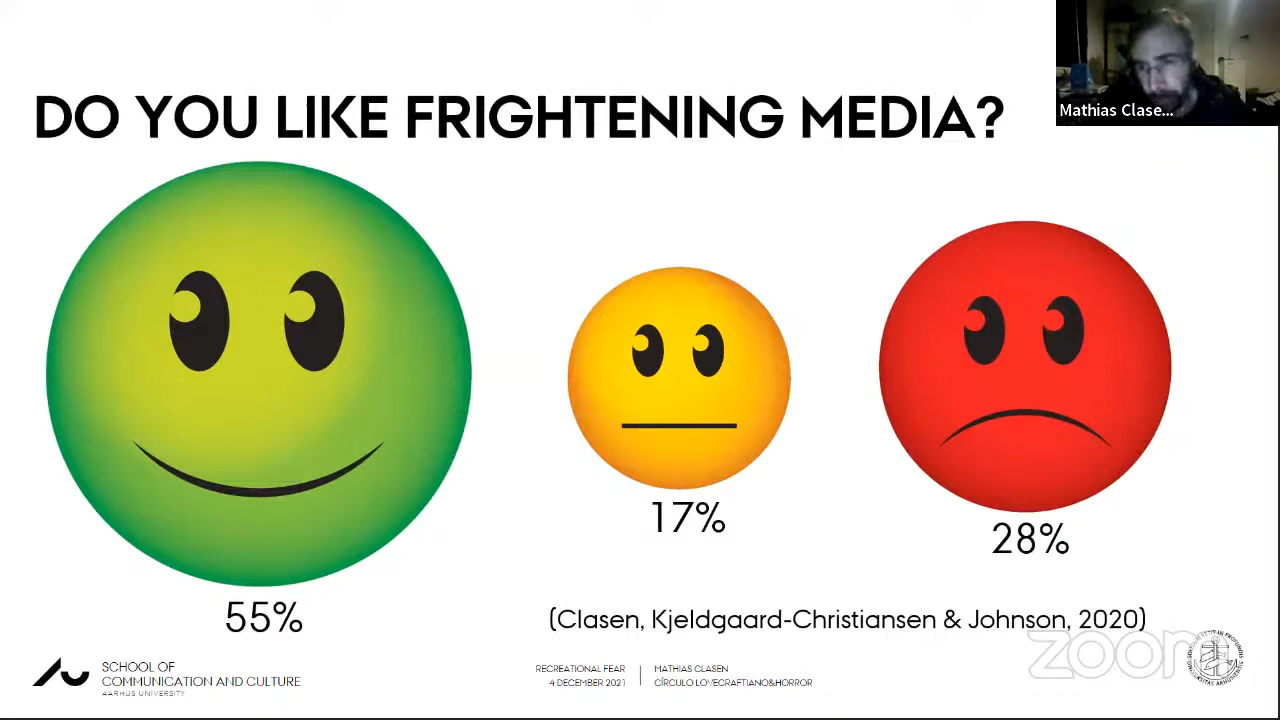 DO YOU LIKE FRIGHTENING MEDIA?
Mathias Clase...
55%
17%
28%
(Clasen, Kjeldgaard-Christiansen & Johnson, 2020)
zoom
SCHOOL OF
COMMUNICATION AND CULTURE
AARHUS UNIVERSITY
RECREATIONAL FEAR
4 DECEMBER 2021
MATHIAS CLASEN
CÍRCULO LOVECRAFTIANO&HORROR